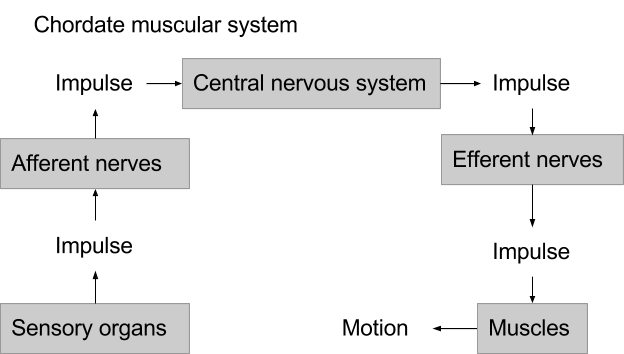 Chordate muscular system
Impulse
Central nervous system
Impulse
Afferent nerves
Efferent nerves
Impulse
Impulse
Sensory organs
Motion
Muscles